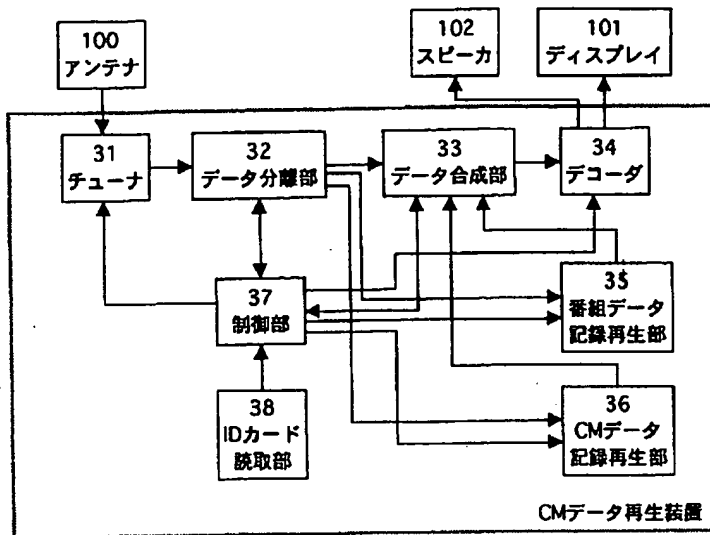 100
アンテナ
102
スピーカ
101
ディスプレイ
31
チューナ
32
データ分離部
33
データ合成部
34
デコーダ
37
制御部
35
番組データ
記録再生部
38
IDカード
読取部
36
CMデータ
記録再生部
CMデータ再生装置